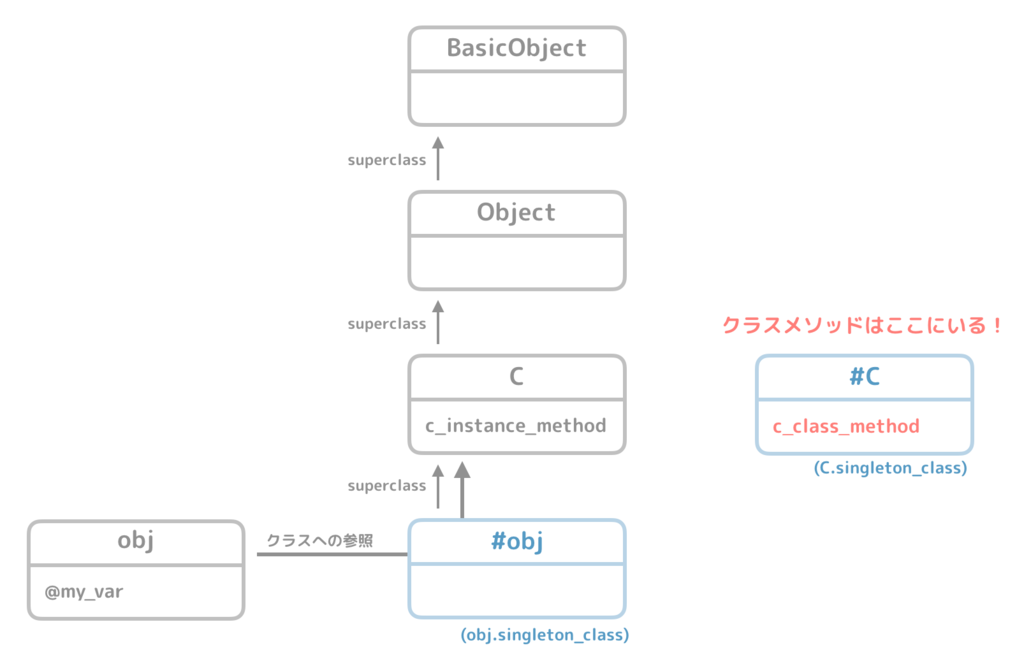 BasicObject
superclass
Object
superclass
クラスメソッドはここにいる！
C
c_instance_method
#C
c_class_method
(C.singleton_class)
superclass
obj
@my_var
クラスへの参照
#obj
(obj.singleton_class)